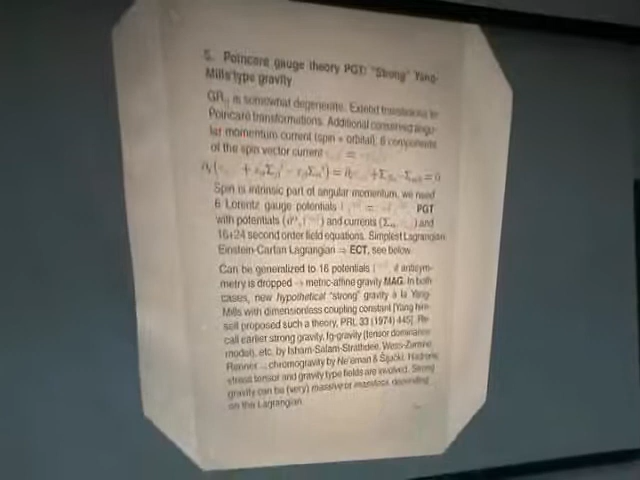 5. Poincaré gauge theory PGT: "Strong" Yang-
Mills type gravity
GR|| is somewhat degenerate. Extend translations to
Poincaré transformations. Additional conserved angu-
lar momentum current (spin + orbital), 6 components
of the spin vector current
Spin is intrinsic part of angular momentum, we need
6 Lorentz gauge potentials PGT
with potentials and currents and
16+24 second order field equations. Simplest Lagrangian
Einstein-Cartan Lagrangian ⇒ ECT, see below
Can be generalized to 16 potentials if antisym-
metry is dropped → metric-affine gravity MAG. In both
cases, new hypothetical "strong" gravity à la Yang-
Mills with dimensionless coupling constant [Yang him-
self proposed such a theory, PRL 33 (1974) 445]. Re-
call earlier strong gravity, fg-gravity (tensor dominance
model), etc. by Isham-Salam-Strathdee, Wess-Zumino,
Renner..., chromogravity by Ne'eman & Šijački. Hadronic
stress tensor and gravity type fields are involved. Strong
gravity can be (very) massive or massless depending
on the Lagrangian.